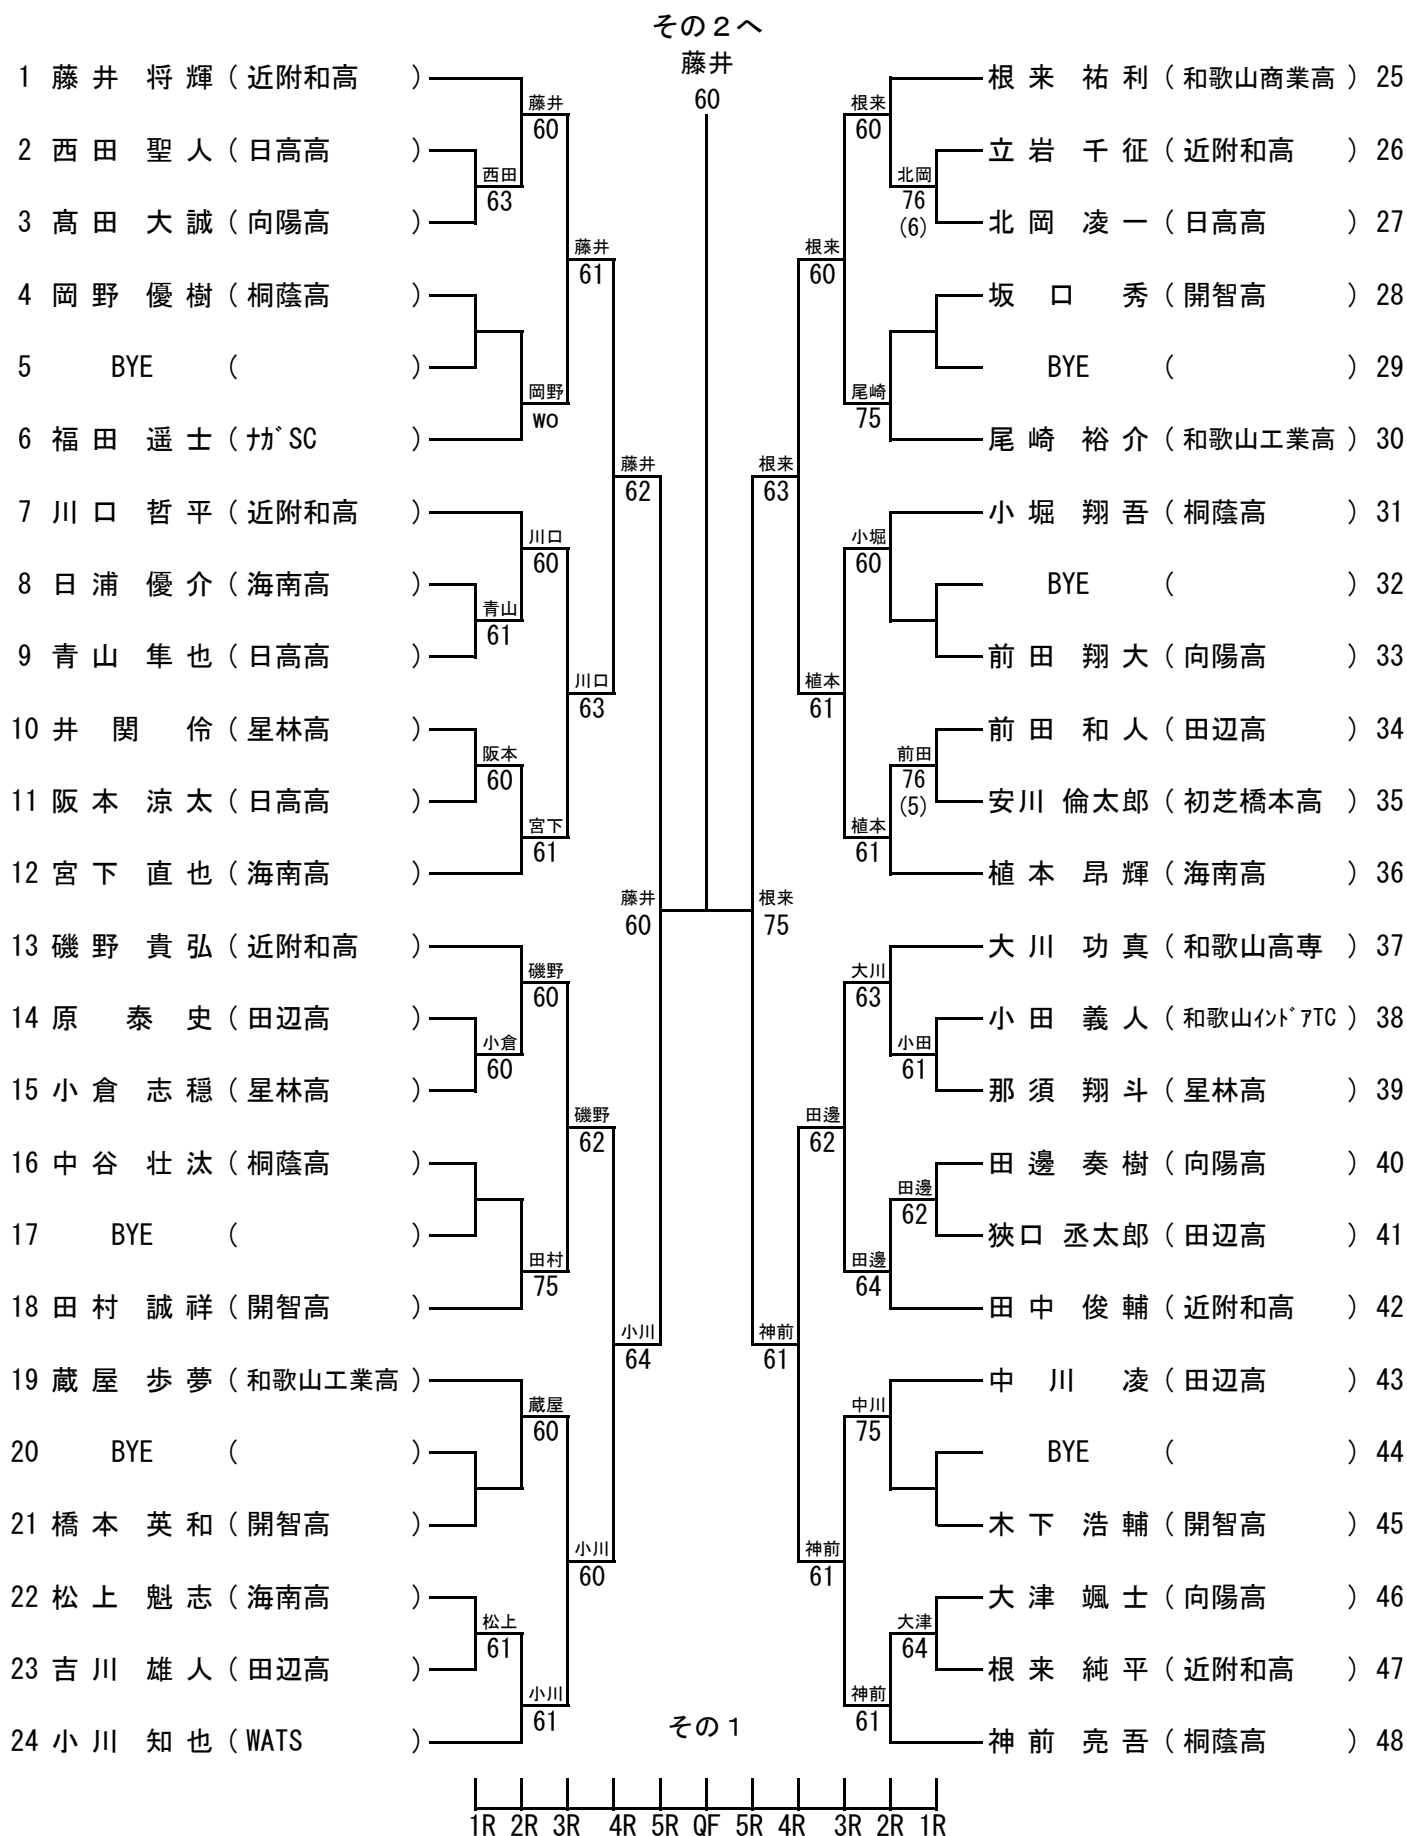 その２へ
藤井
60
1 藤井 将輝 ( 近附和高 )
2 西田 聖人 ( 日高高 )
3 髙田 大誠 ( 向陽高 )
4 岡野 優樹 ( 桐蔭高 )
5 BYE ( )
6 福田 遥士 ( ﾅｶﾞSC )
7 川口 哲平 ( 近附和高 )
8 日浦 優介 ( 海南高 )
9 青山 隼也 ( 日高高 )
10 井関 伶 ( 星林高 )
11 阪本 涼太 ( 日高高 )
12 宮下 直也 ( 海南高 )
13 磯野 貴弘 ( 近附和高 )
14 原 泰史 ( 田辺高 )
15 小倉 志穏 ( 星林高 )
16 中谷 壮汰 ( 桐蔭高 )
17 BYE ( )
18 田村 誠祥 ( 開智高 )
19 蔵屋 歩夢 ( 和歌山工業高 )
20 BYE ( )
21 橋本 英和 ( 開智高 )
22 松上 魁志 ( 海南高 )
23 吉川 雄人 ( 田辺高 )
24 小川 知也 ( WATS )
西田
63
青山
61
阪本
60
小倉
60
松上
61
藤井
60
岡野
wo
川口
60
宮下
61
磯野
60
田村
75
蔵屋
60
小川
61
藤井
61
川口
63
磯野
62
小川
60
藤井
62
小川
64
藤井
60
根来
75
根来
63
神前
61
根来
60
植本
61
田邊
62
神前
61
根来
60
尾崎
75
小堀
60
植本
61
大川
63
田邊
64
中川
75
神前
61
北岡
76
(6)
前田
76
(5)
小田
61
田邊
62
大津
64
根来 祐利 ( 和歌山商業高 ) 25
立岩 千征 ( 近附和高 ) 26
北岡 凌一 ( 日高高 ) 27
坂口 秀 ( 開智高 ) 28
BYE ( ) 29
尾崎 裕介 ( 和歌山工業高 ) 30
小堀 翔吾 ( 桐蔭高 ) 31
BYE ( ) 32
前田 翔大 ( 向陽高 ) 33
前田 和人 ( 田辺高 ) 34
安川 倫太郎 ( 初芝橋本高 ) 35
植本 昂輝 ( 海南高 ) 36
大川 功真 ( 和歌山高専 ) 37
小田 義人 ( 和歌山ｲﾝﾄﾞｱTC ) 38
那須 翔斗 ( 星林高 ) 39
田邊 奏樹 ( 向陽高 ) 40
狹口 丞太郎 ( 田辺高 ) 41
田中 俊輔 ( 近附和高 ) 42
中川 凌 ( 田辺高 ) 43
BYE ( ) 44
木下 浩輔 ( 開智高 ) 45
大津 颯士 ( 向陽高 ) 46
根来 純平 ( 近附和高 ) 47
神前 亮吾 ( 桐蔭高 ) 48
その１
1R 2R 3R 4R 5R QF 5R 4R 3R 2R 1R